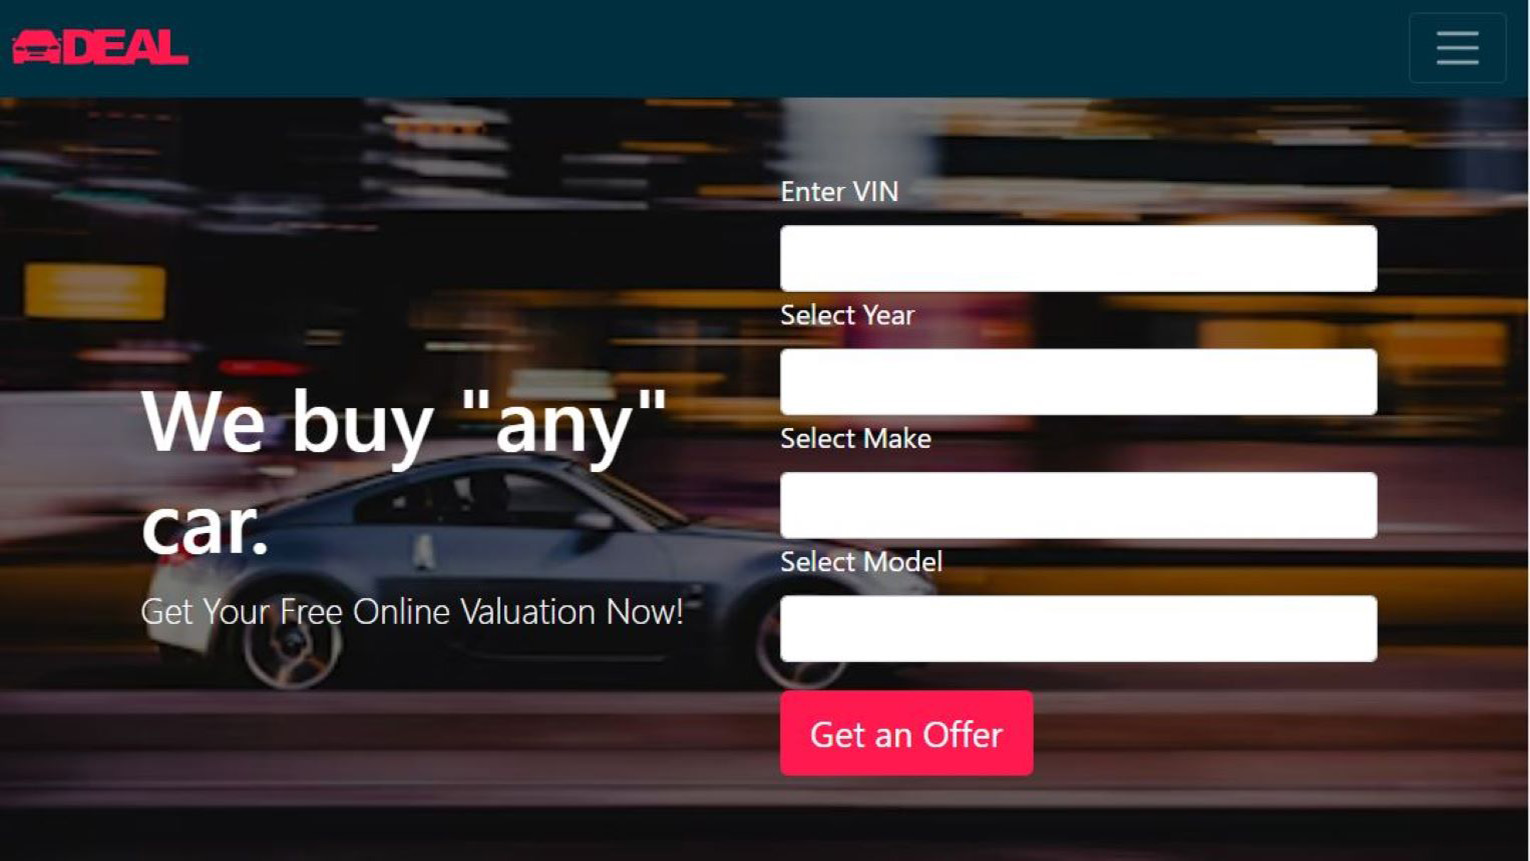 DEAL
Enter VIN
Select Year
Select Make
Select Model
We buy "any"
car.
Get Your Free Online Valuation Now!
Get an Offer